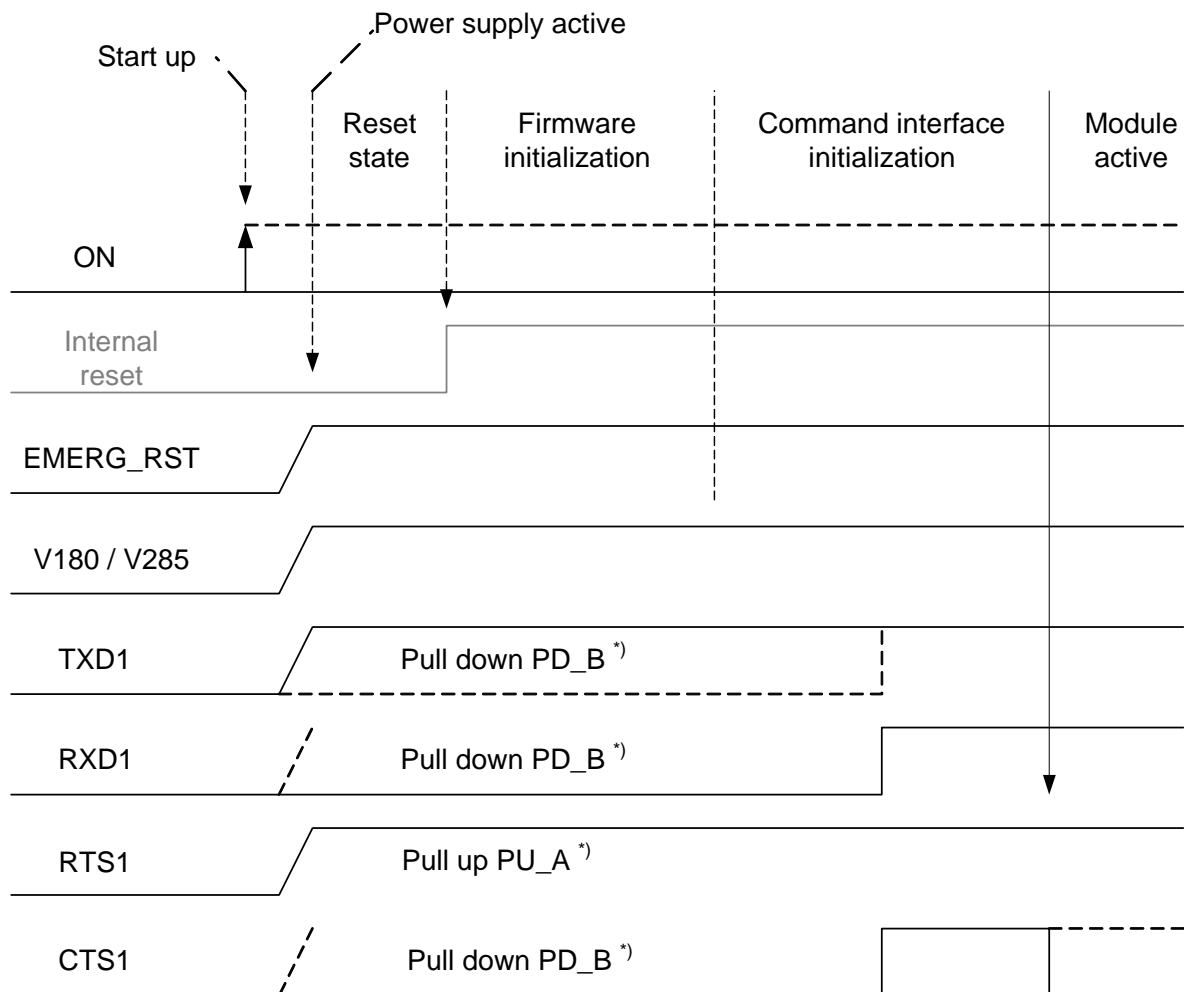 Power supply active
Start up
Reset
state
Firmware
initialization
Command interface
initialization
Module
active
ON
Internal
reset
EMERG_RST
V180 / V285
TXD1
Pull down PD_B *)
RXD1
Pull down PD_B *)
RTS1
Pull up PU_A *)
CTS1
Pull down PD_B *)